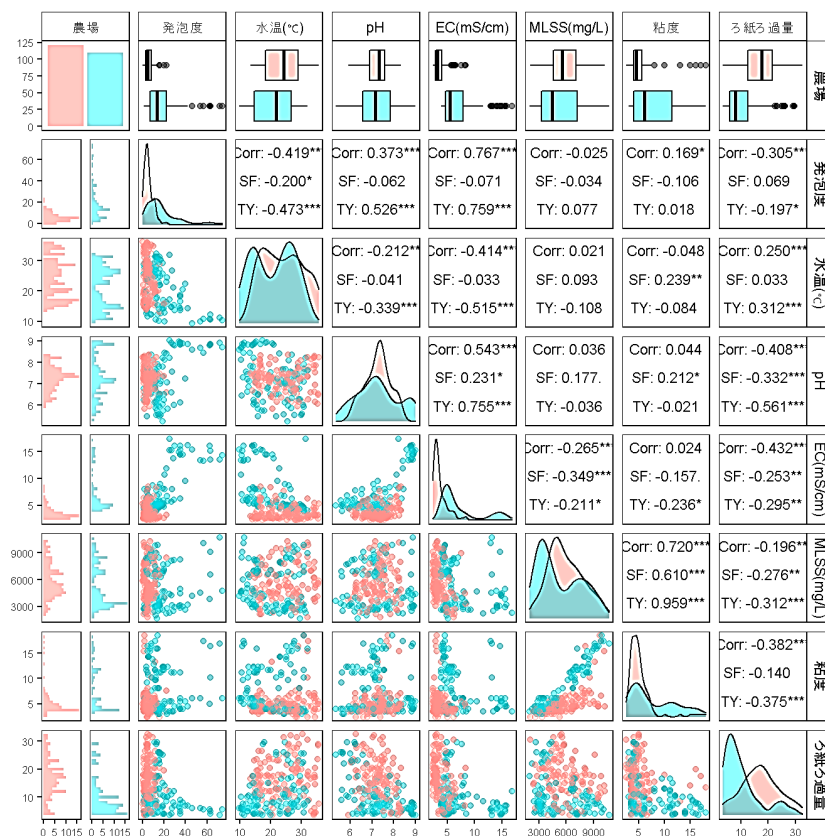 農場 発泡度 水温(℃) pH EC(mS/cm) MLSS(mg/L) 粘度 ろ紙ろ過量
125
100
75
50
25
0
農場
60
40
20
0
Corr: -0.419** Corr: 0.373*** Corr: 0.767*** Corr: -0.025 Corr: 0.169* Corr: -0.305**
SF: -0.200* SF: -0.062 SF: -0.071 SF: -0.034 SF: -0.106 SF: 0.069
TY: -0.473*** TY: 0.526*** TY: 0.759*** TY: 0.077 TY: 0.018 TY: -0.197*
発泡度
30
20
10
Corr: -0.212** Corr: -0.414** Corr: 0.021 Corr: -0.048 Corr: 0.250***
SF: -0.041 SF: -0.033 SF: 0.093 SF: 0.239** SF: 0.033
TY: -0.339*** TY: -0.515*** TY: -0.108 TY: -0.084 TY: 0.312***
水温(℃)
9
8
7
6
Corr: 0.543*** Corr: 0.036 Corr: 0.044 Corr: -0.408**
SF: 0.231* SF: 0.177. SF: 0.212* SF: -0.332***
TY: 0.755*** TY: -0.036 TY: -0.021 TY: -0.561***
pH
15
10
5
Corr: -0.265** Corr: 0.024 Corr: -0.432**
SF: -0.349*** SF: -0.157. SF: -0.253**
TY: -0.211* TY: -0.236* TY: -0.295**
EC(mS/cm)
9000
6000
3000
Corr: 0.720*** Corr: -0.196**
SF: 0.610*** SF: -0.276**
TY: 0.959*** TY: -0.312***
MLSS(mg/L)
15
10
5
Corr: -0.382**
SF: -0.140
TY: -0.375***
粘度
30
20
10
ろ紙ろ過量
0 5 1015 0 5 1015 0 20 40 60 10 20 30 6 7 8 9 5 10 15 3000 6000 9000 5 10 15 10 20 30